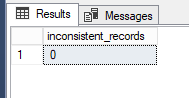 Results Messages
inconsistent_records
1 0